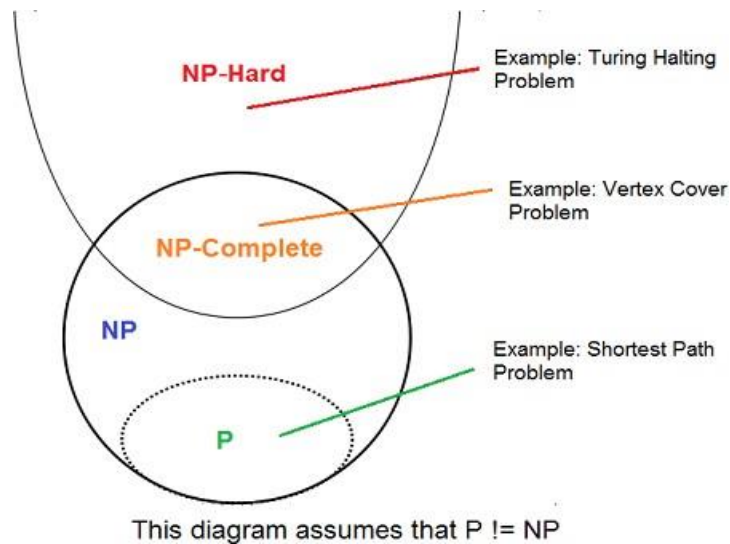 NP-Hard
Example: Turing Halting
Problem
Example: Vertex Cover
Problem
NP-Complete
NP
Example: Shortest Path
Problem
P
This diagram assumes that P != NP